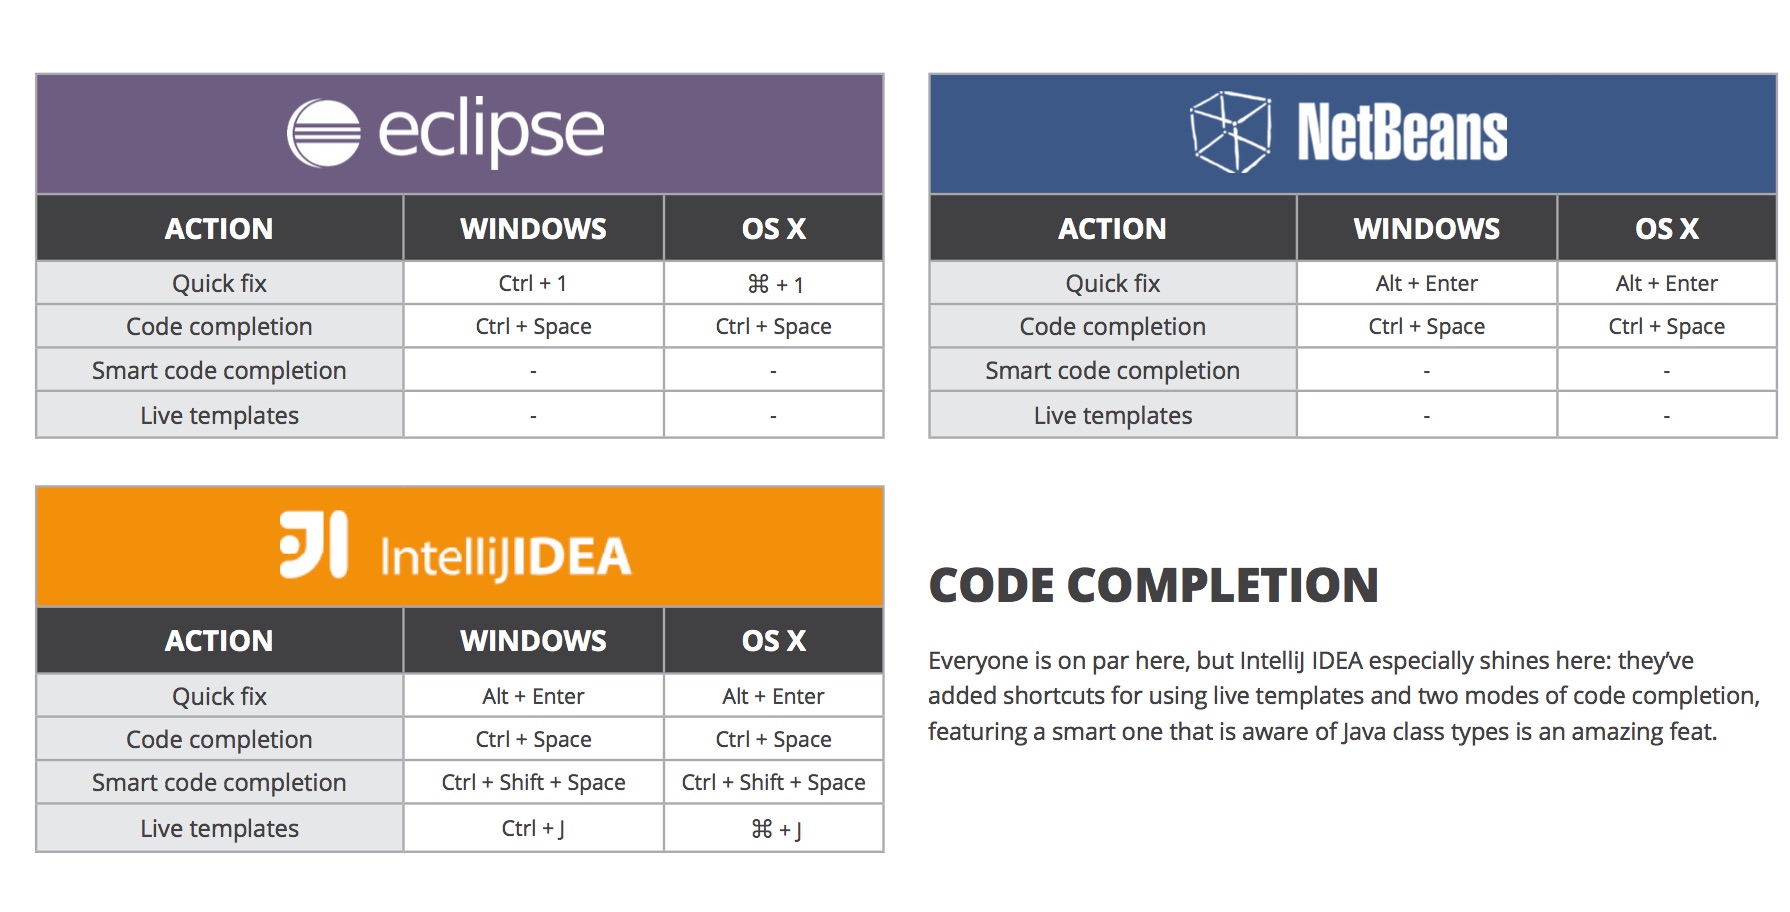 eclipse
ACTION WINDOWS OS X
Quick fix Ctrl + 1 ⌘ + 1
Code completion Ctrl + Space Ctrl + Space
Smart code completion - -
Live templates - -
NetBeans
ACTION WINDOWS OS X
Quick fix Alt + Enter Alt + Enter
Code completion Ctrl + Space Ctrl + Space
Smart code completion - -
Live templates - -
IntelliJIDEA
ACTION WINDOWS OS X
Quick fix Alt + Enter Alt + Enter
Code completion Ctrl + Space Ctrl + Space
Smart code completion Ctrl + Shift + Space Ctrl + Shift + Space
Live templates Ctrl + J ⌘ + J
CODE COMPLETION
Everyone is on par here, but IntelliJ IDEA especially shines here: they’ve
added shortcuts for using live templates and two modes of code completion,
featuring a smart one that is aware of Java class types is an amazing feat.